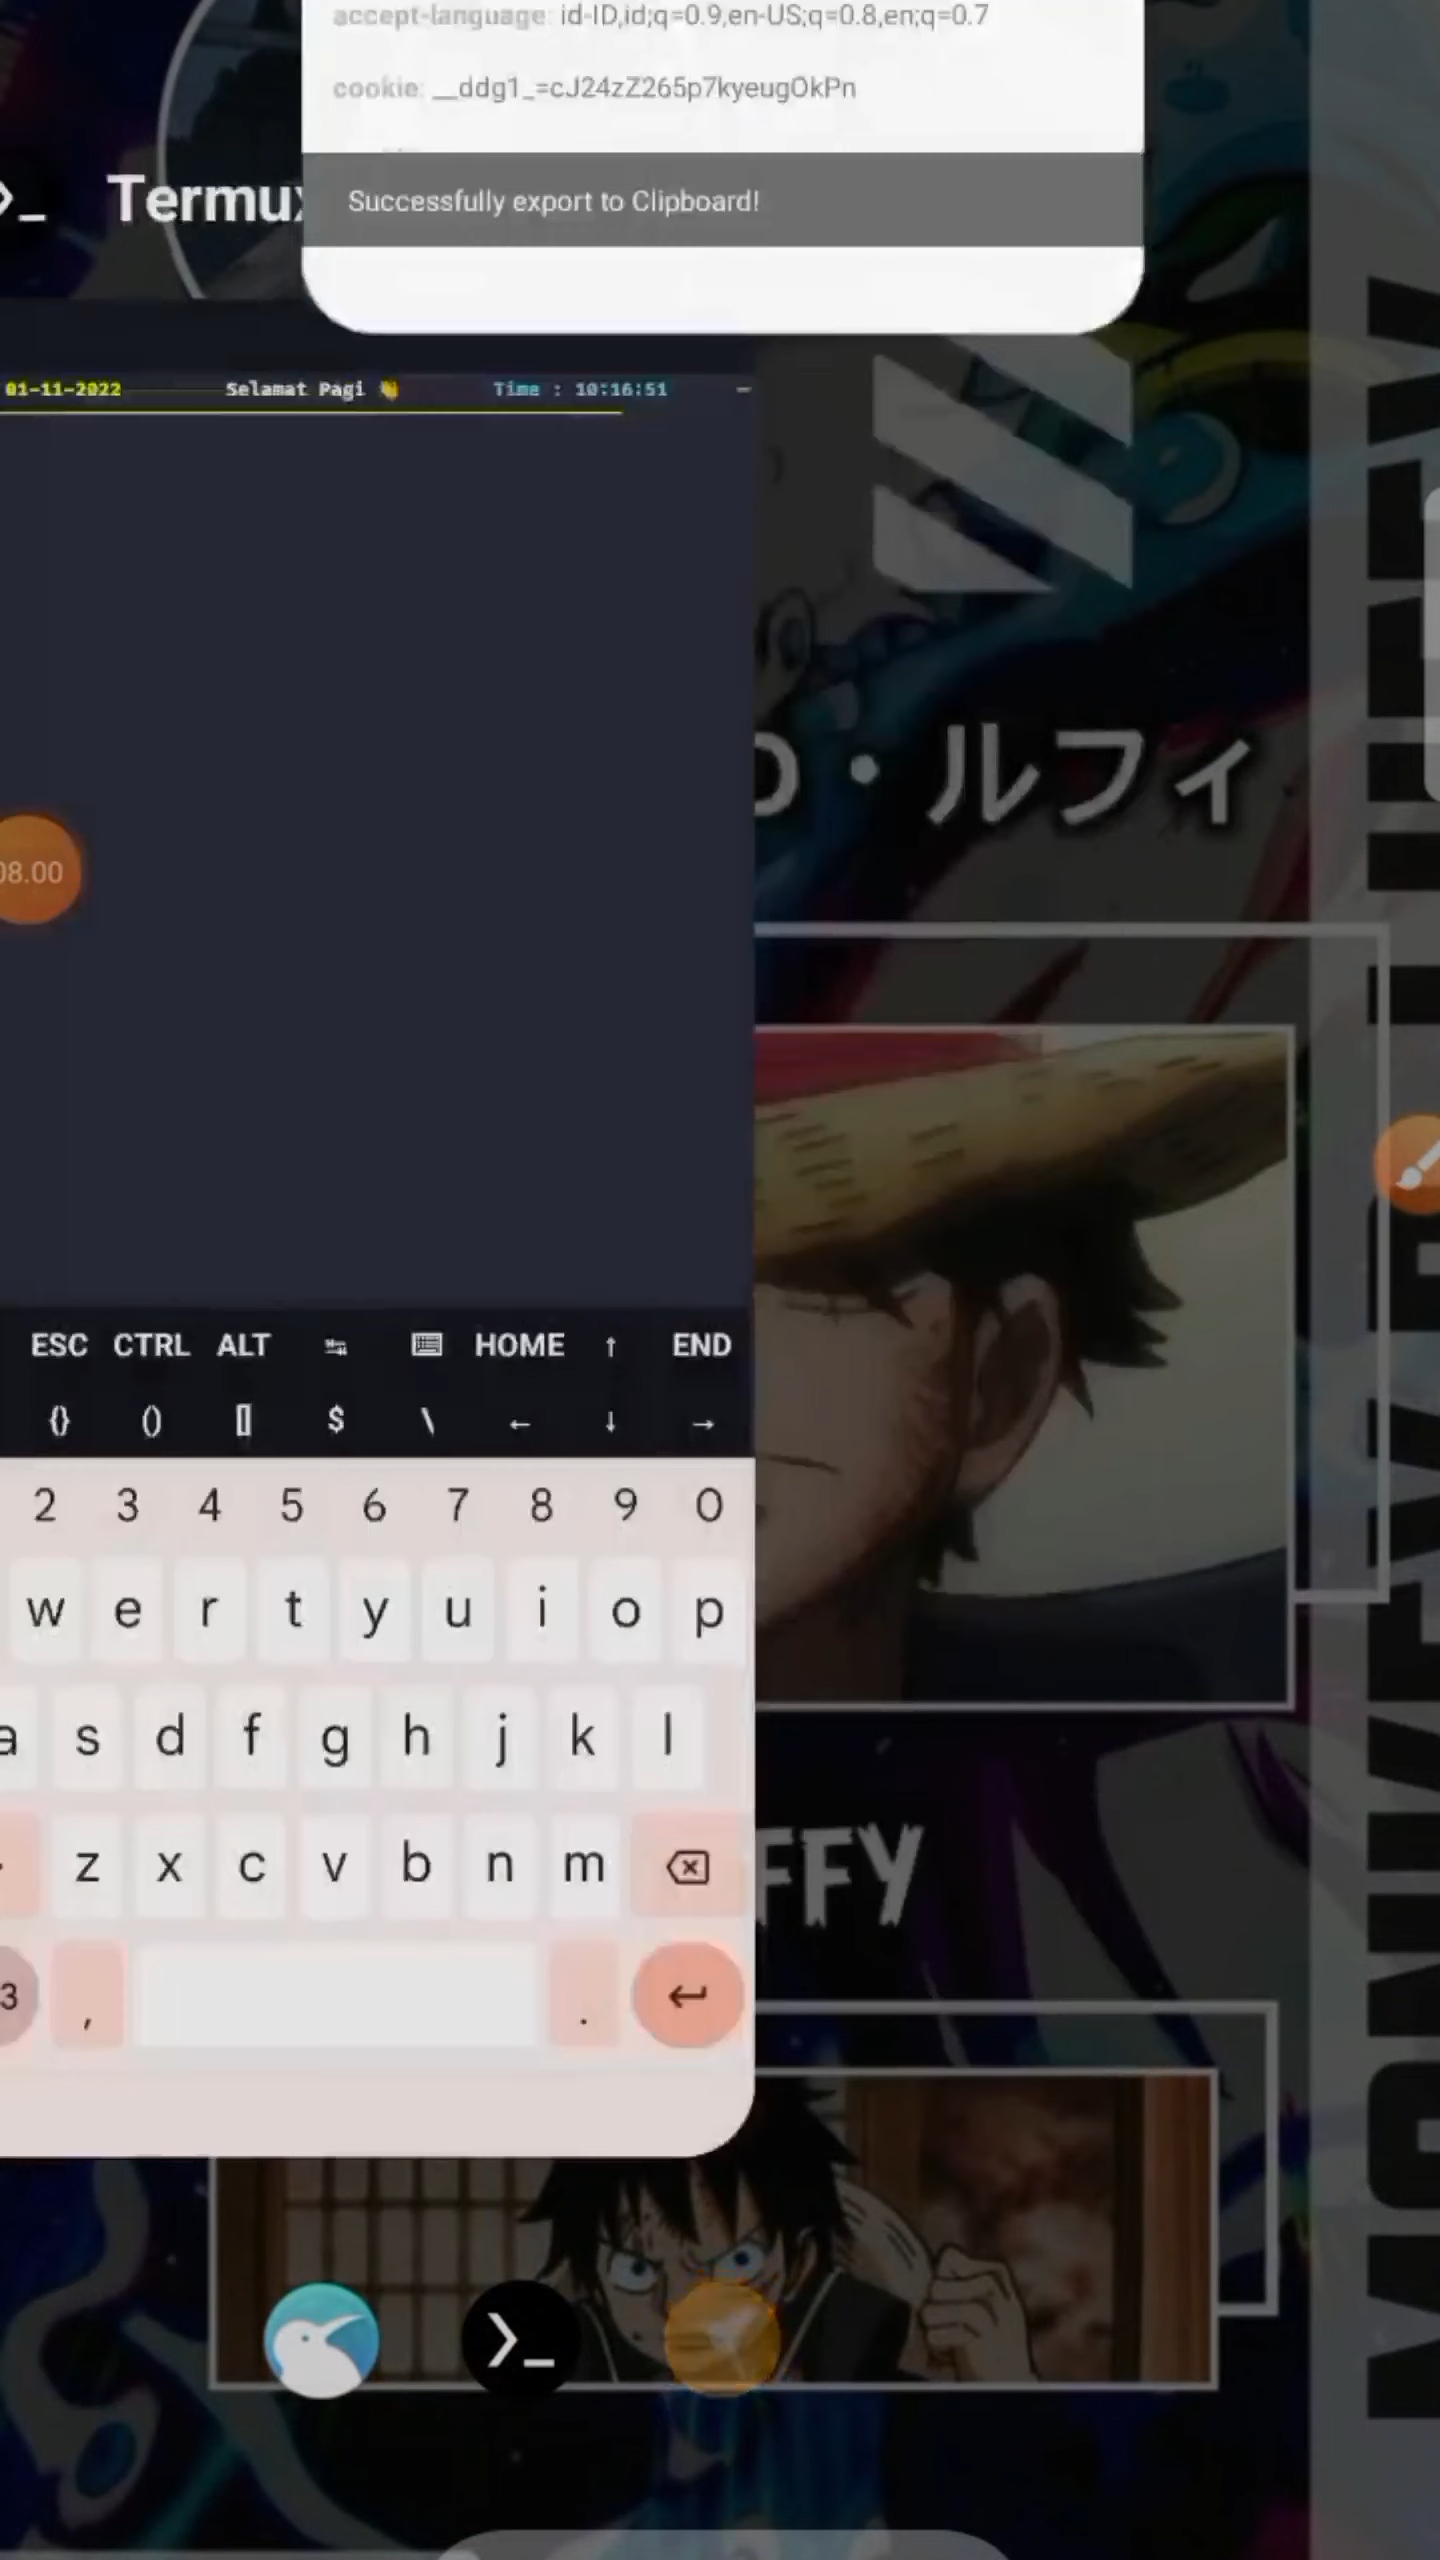 accept-language: id-ID,id;q=0.9,en-US;q=0.8,en;q=0.7
cookie: __ddg1_=cJ24zZ265p7kyeugOkPn
Successfully export to Clipboard!
Termux
01-11-2022 Selamat Pagi 👋 Time : 10:16:51
ルフィ
08.00
ESC CTRL ALT ↹ HOME ↑ END
{} () [] $ \ ← ↓ →
2 3 4 5 6 7 8 9 0
w e r t y u i o p
a s d f g h j k l
z x c v b n m
3 , .
FFY
>_